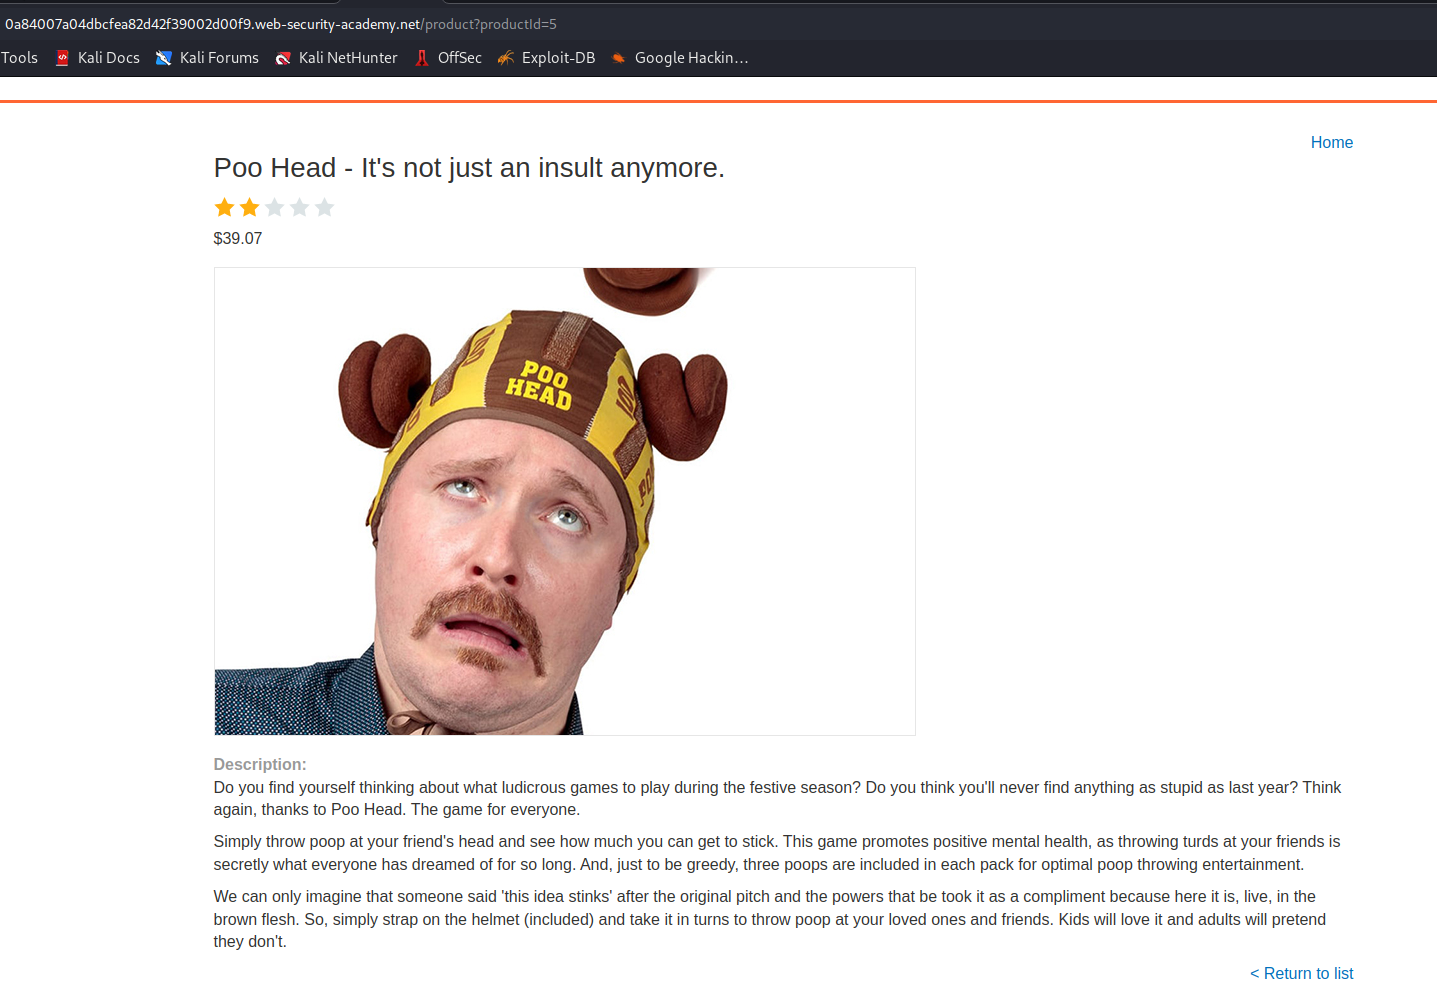 0a84007a04dbcfea82d42f39002d00f9.web-security-academy.net/product?productId=5
Tools Kali Docs Kali Forums Kali NetHunter OffSec Exploit-DB Google Hackin…
Home
Poo Head - It's not just an insult anymore.
$39.07
POO
HEAD
Description:
Do you find yourself thinking about what ludicrous games to play during the festive season? Do you think you'll never find anything as stupid as last year? Think
again, thanks to Poo Head. The game for everyone.
Simply throw poop at your friend's head and see how much you can get to stick. This game promotes positive mental health, as throwing turds at your friends is
secretly what everyone has dreamed of for so long. And, just to be greedy, three poops are included in each pack for optimal poop throwing entertainment.
We can only imagine that someone said 'this idea stinks' after the original pitch and the powers that be took it as a compliment because here it is, live, in the
brown flesh. So, simply strap on the helmet (included) and take it in turns to throw poop at your loved ones and friends. Kids will love it and adults will pretend
they don't.
< Return to list